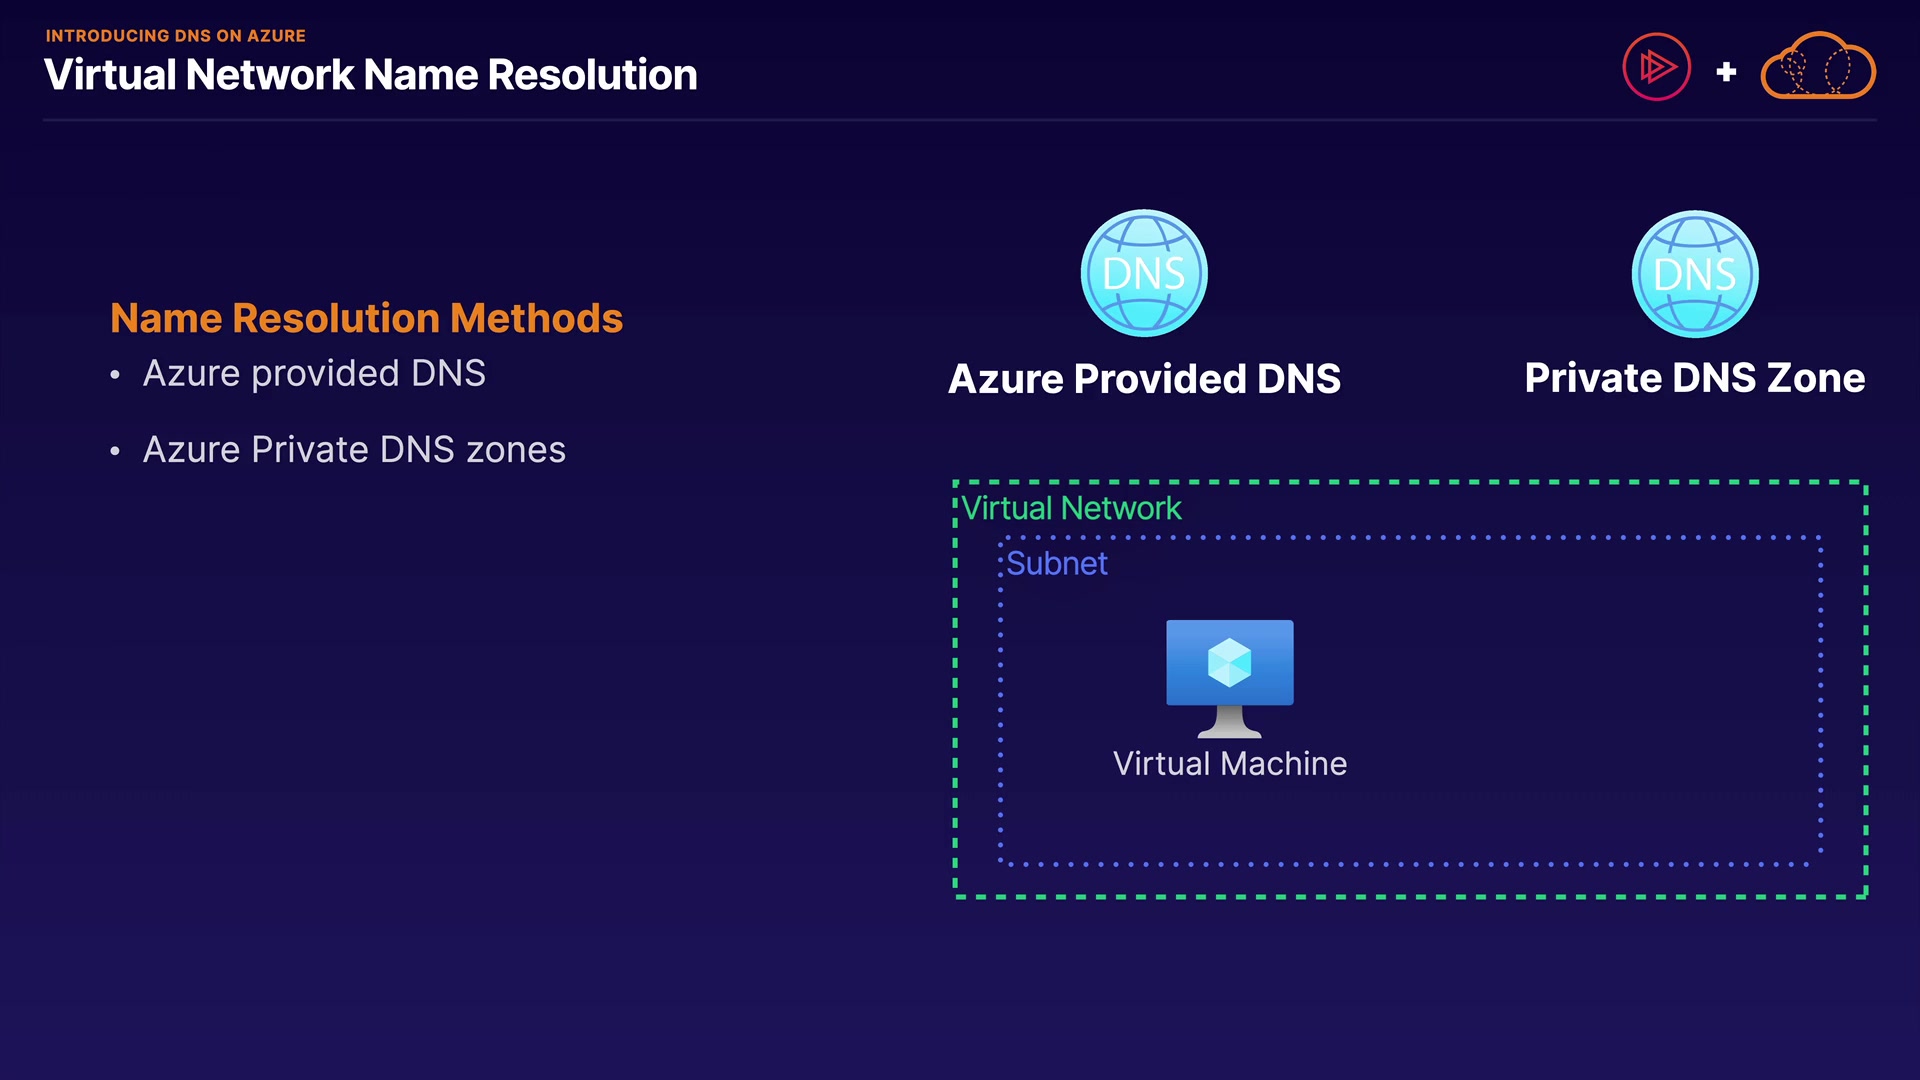 INTRODUCING DNS ON AZURE
Virtual Network Name Resolution
Name Resolution Methods
• Azure provided DNS
• Azure Private DNS zones
DNS
Azure Provided DNS
DNS
Private DNS Zone
Virtual Network
Subnet
Virtual Machine